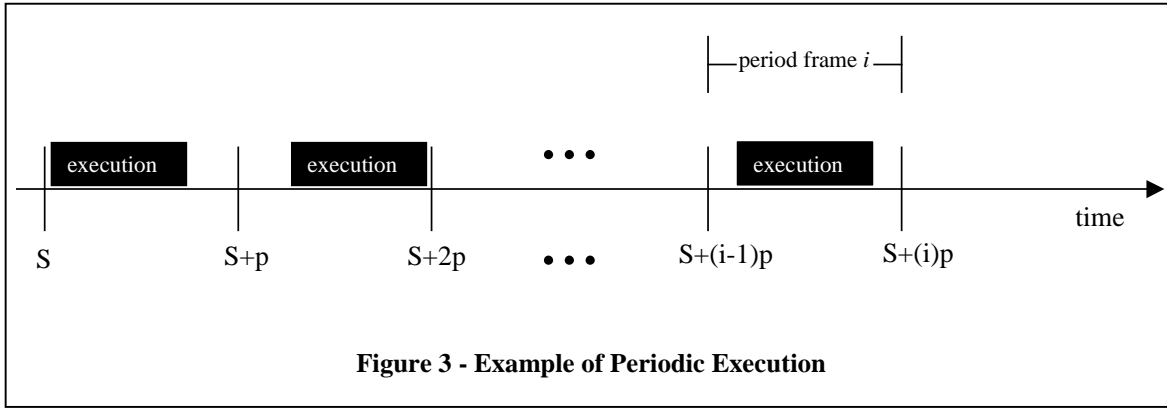 period frame i
execution
execution
• • •
execution
time
S
S+p
S+2p
• • •
S+(i-1)p
S+(i)p
Figure 3 - Example of Periodic Execution